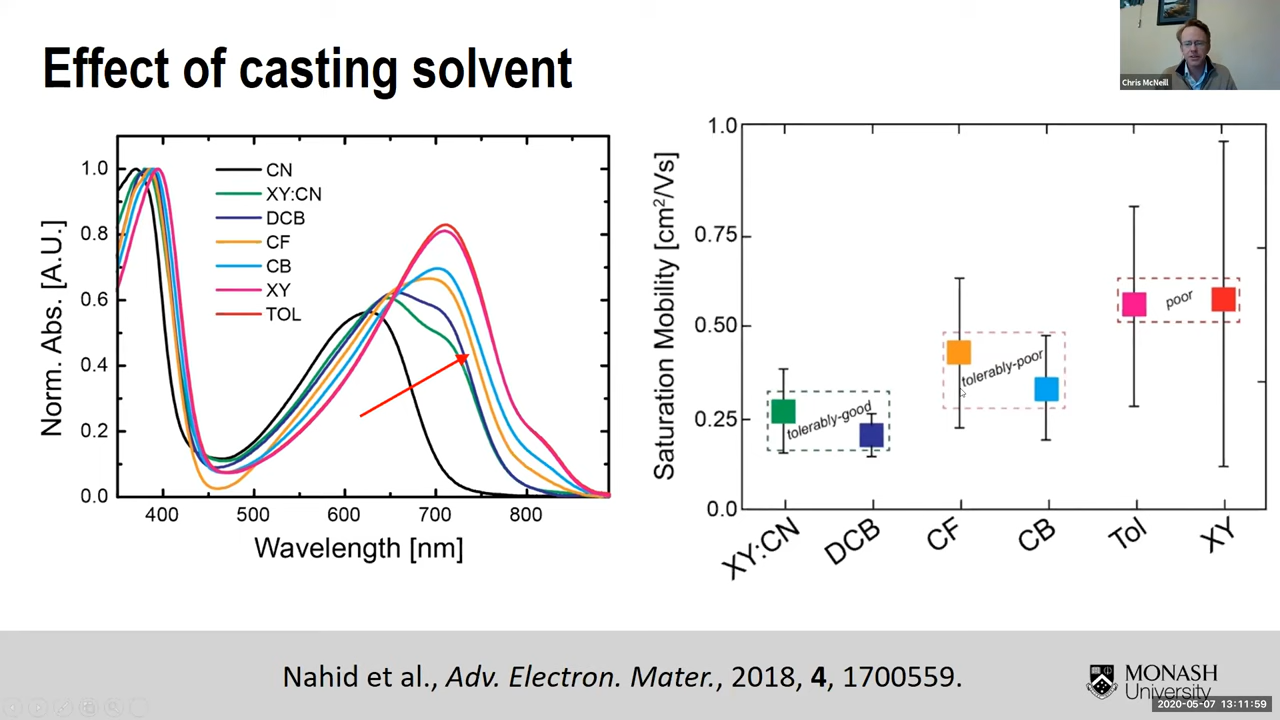 Effect of casting solvent
Chris McNeill
Norm. Abs. [A.U.]
1.0
0.8
0.6
0.4
0.2
0.0
CN
XY:CN
DCB
CF
CB
XY
TOL
400 500 600 700 800
Wavelength [nm]
Saturation Mobility [cm²/Vs]
1.0
0.75
0.50
0.25
0.0
tolerably-good
tolerably-poor
poor
XY:CN DCB CF CB Tol XY
Nahid et al., Adv. Electron. Mater., 2018, 4, 1700559.
MONASH
University
2020-05-07 13:11:59